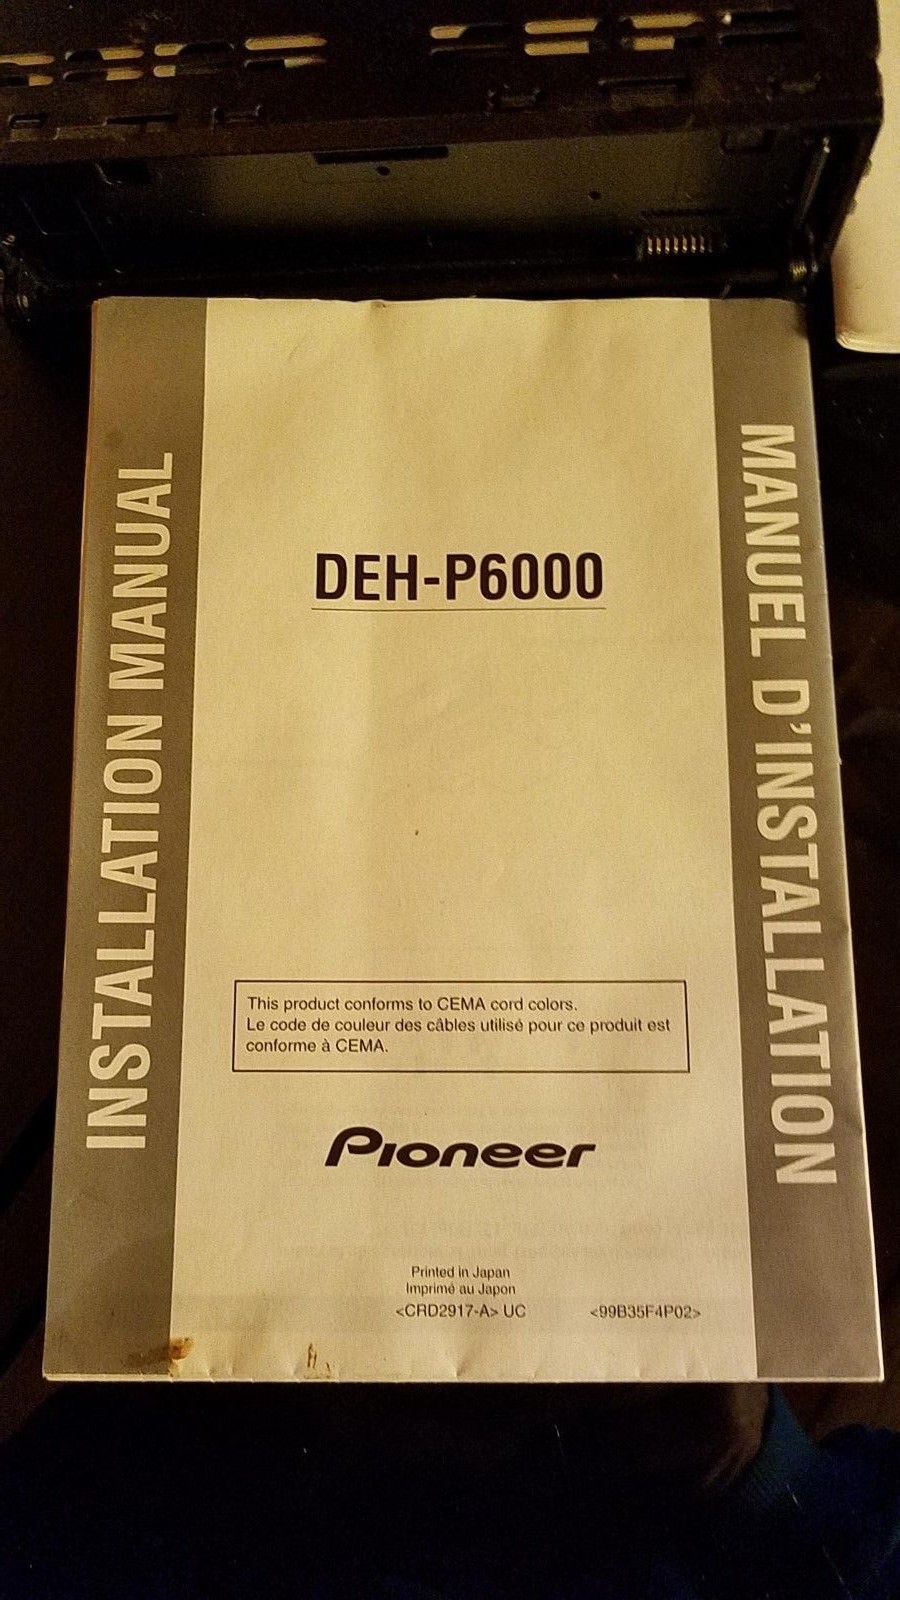 INSTALLATION MANUAL
MANUEL D'INSTALLATION
DEH-P6000
This product conforms to CEMA cord colors.
Le code de couleur des câbles utilisé pour ce produit est
conforme à CEMA.
Pioneer
Printed in Japan
Imprimé au Japon
<CRD2917-A> UC <99B35F4P02>